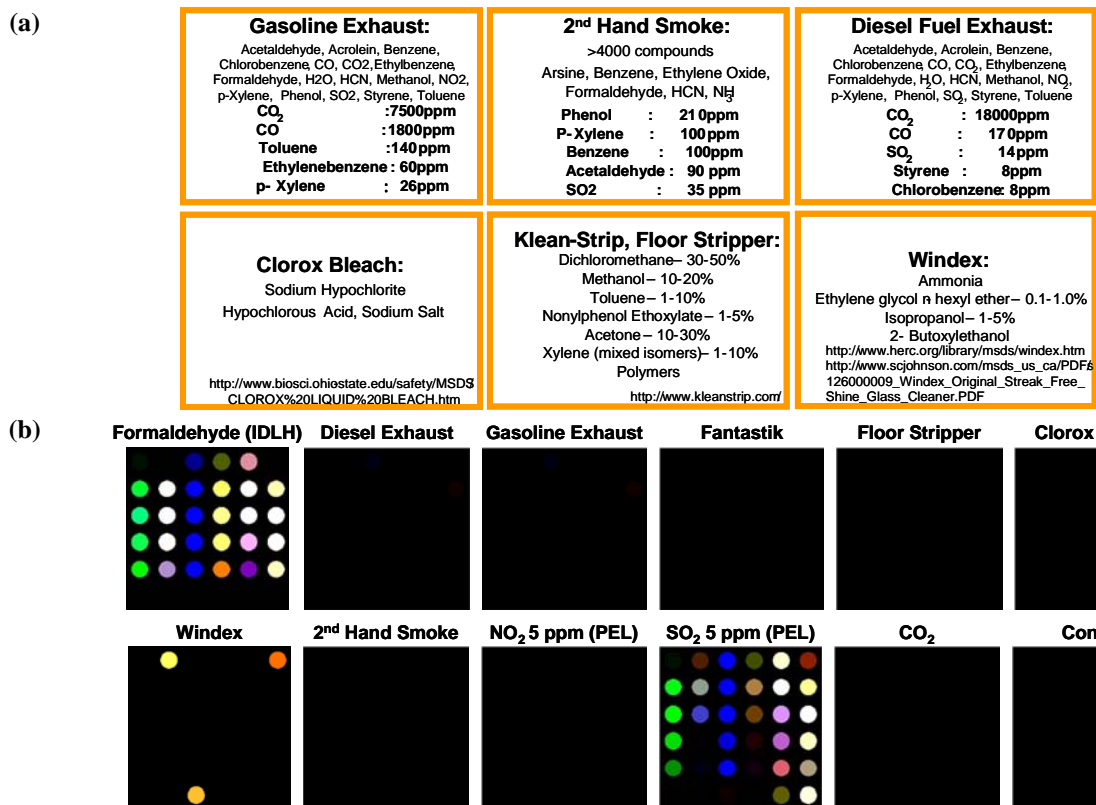 (a)
Gasoline Exhaust:
Acetaldehyde, Acrolein, Benzene,
Chlorobenzene, CO, CO2, Ethylbenzene,
Formaldehyde, H2O, HCN, Methanol, NO2,
p-Xylene, Phenol, SO2, Styrene, Toluene
CO2 :7500ppm
CO :1800ppm
Toluene :140ppm
Ethylenebenzene : 60ppm
p- Xylene : 26ppm
2nd Hand Smoke:
>4000 compounds
Arsine, Benzene, Ethylene Oxide,
Formaldehyde, HCN, NH3
Phenol : 210ppm
P- Xylene : 100ppm
Benzene : 100ppm
Acetaldehyde : 90 ppm
SO2 : 35 ppm
Diesel Fuel Exhaust:
Acetaldehyde, Acrolein, Benzene,
Chlorobenzene, CO, CO2, Ethylbenzene,
Formaldehyde, H2O, HCN, Methanol, NO2,
p-Xylene, Phenol, SO2, Styrene, Toluene
CO2 : 18000ppm
CO : 170ppm
SO2 : 14ppm
Styrene : 8ppm
Chlorobenzene: 8ppm
Clorox Bleach:
Sodium Hypochlorite
Hypochlorous Acid, Sodium Salt
http://www.biosci.ohiostate.edu/safety/MSDS/
CLOROX%20LIQUID%20BLEACH.htm
Klean-Strip, Floor Stripper:
Dichloromethane– 30-50%
Methanol – 10-20%
Toluene – 1-10%
Nonylphenol Ethoxylate – 1-5%
Acetone – 10-30%
Xylene (mixed isomers)– 1-10%
Polymers
http://www.kleanstrip.com/
Windex:
Ammonia
Ethylene glycol n- hexyl ether – 0.1-1.0%
Isopropanol – 1-5%
2- Butoxylethanol
http://www.herc.org/library/msds/windex.htm
http://www.scjohnson.com/msds_us_ca/PDFs/
126000009_Windex_Original_Streak_Free_
Shine_Glass_Cleaner.PDF
(b)
Formaldehyde (IDLH) Diesel Exhaust Gasoline Exhaust Fantastik Floor Stripper Clorox
Windex 2nd Hand Smoke NO2 5 ppm (PEL) SO2 5 ppm (PEL) CO2 Con